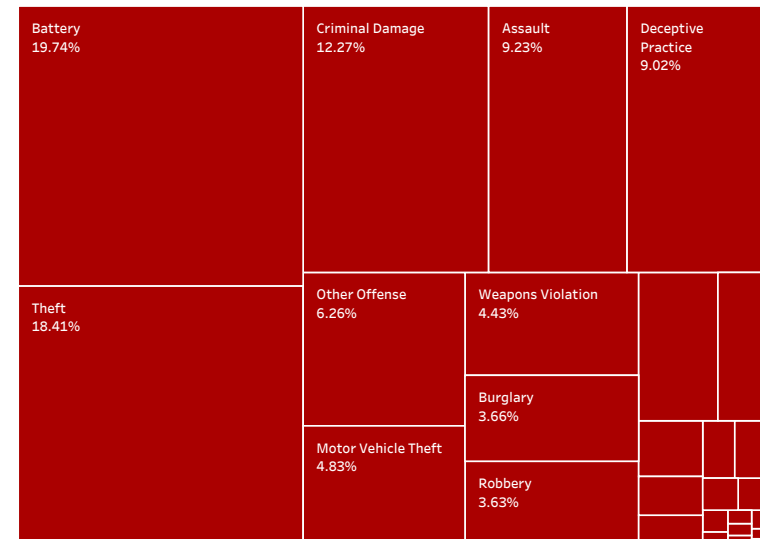 Battery
19.74%
Criminal Damage
12.27%
Assault
9.23%
Deceptive
Practice
9.02%
Theft
18.41%
Other Offense
6.26%
Weapons Violation
4.43%
Burglary
3.66%
Motor Vehicle Theft
4.83%
Robbery
3.63%